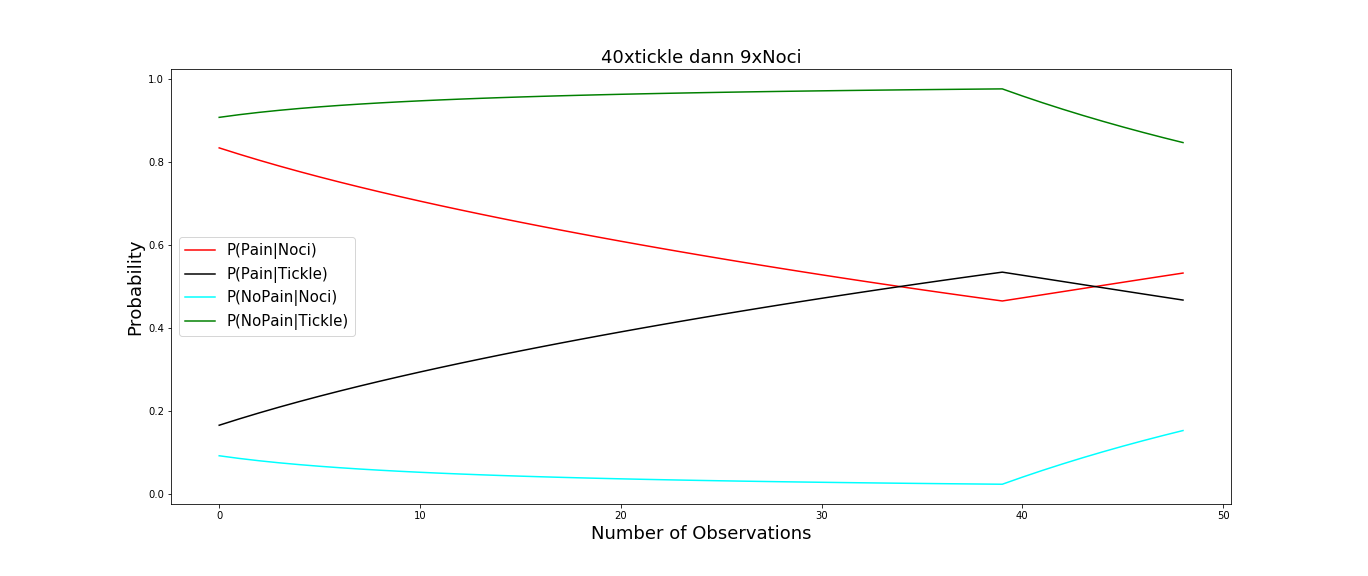 40xtickle dann 9xNoci
1.0
0.8
0.6
0.4
0.2
0.0
Probability
P(Pain|Noci)
P(Pain|Tickle)
P(NoPain|Noci)
P(NoPain|Tickle)
0 10 20 30 40 50
Number of Observations